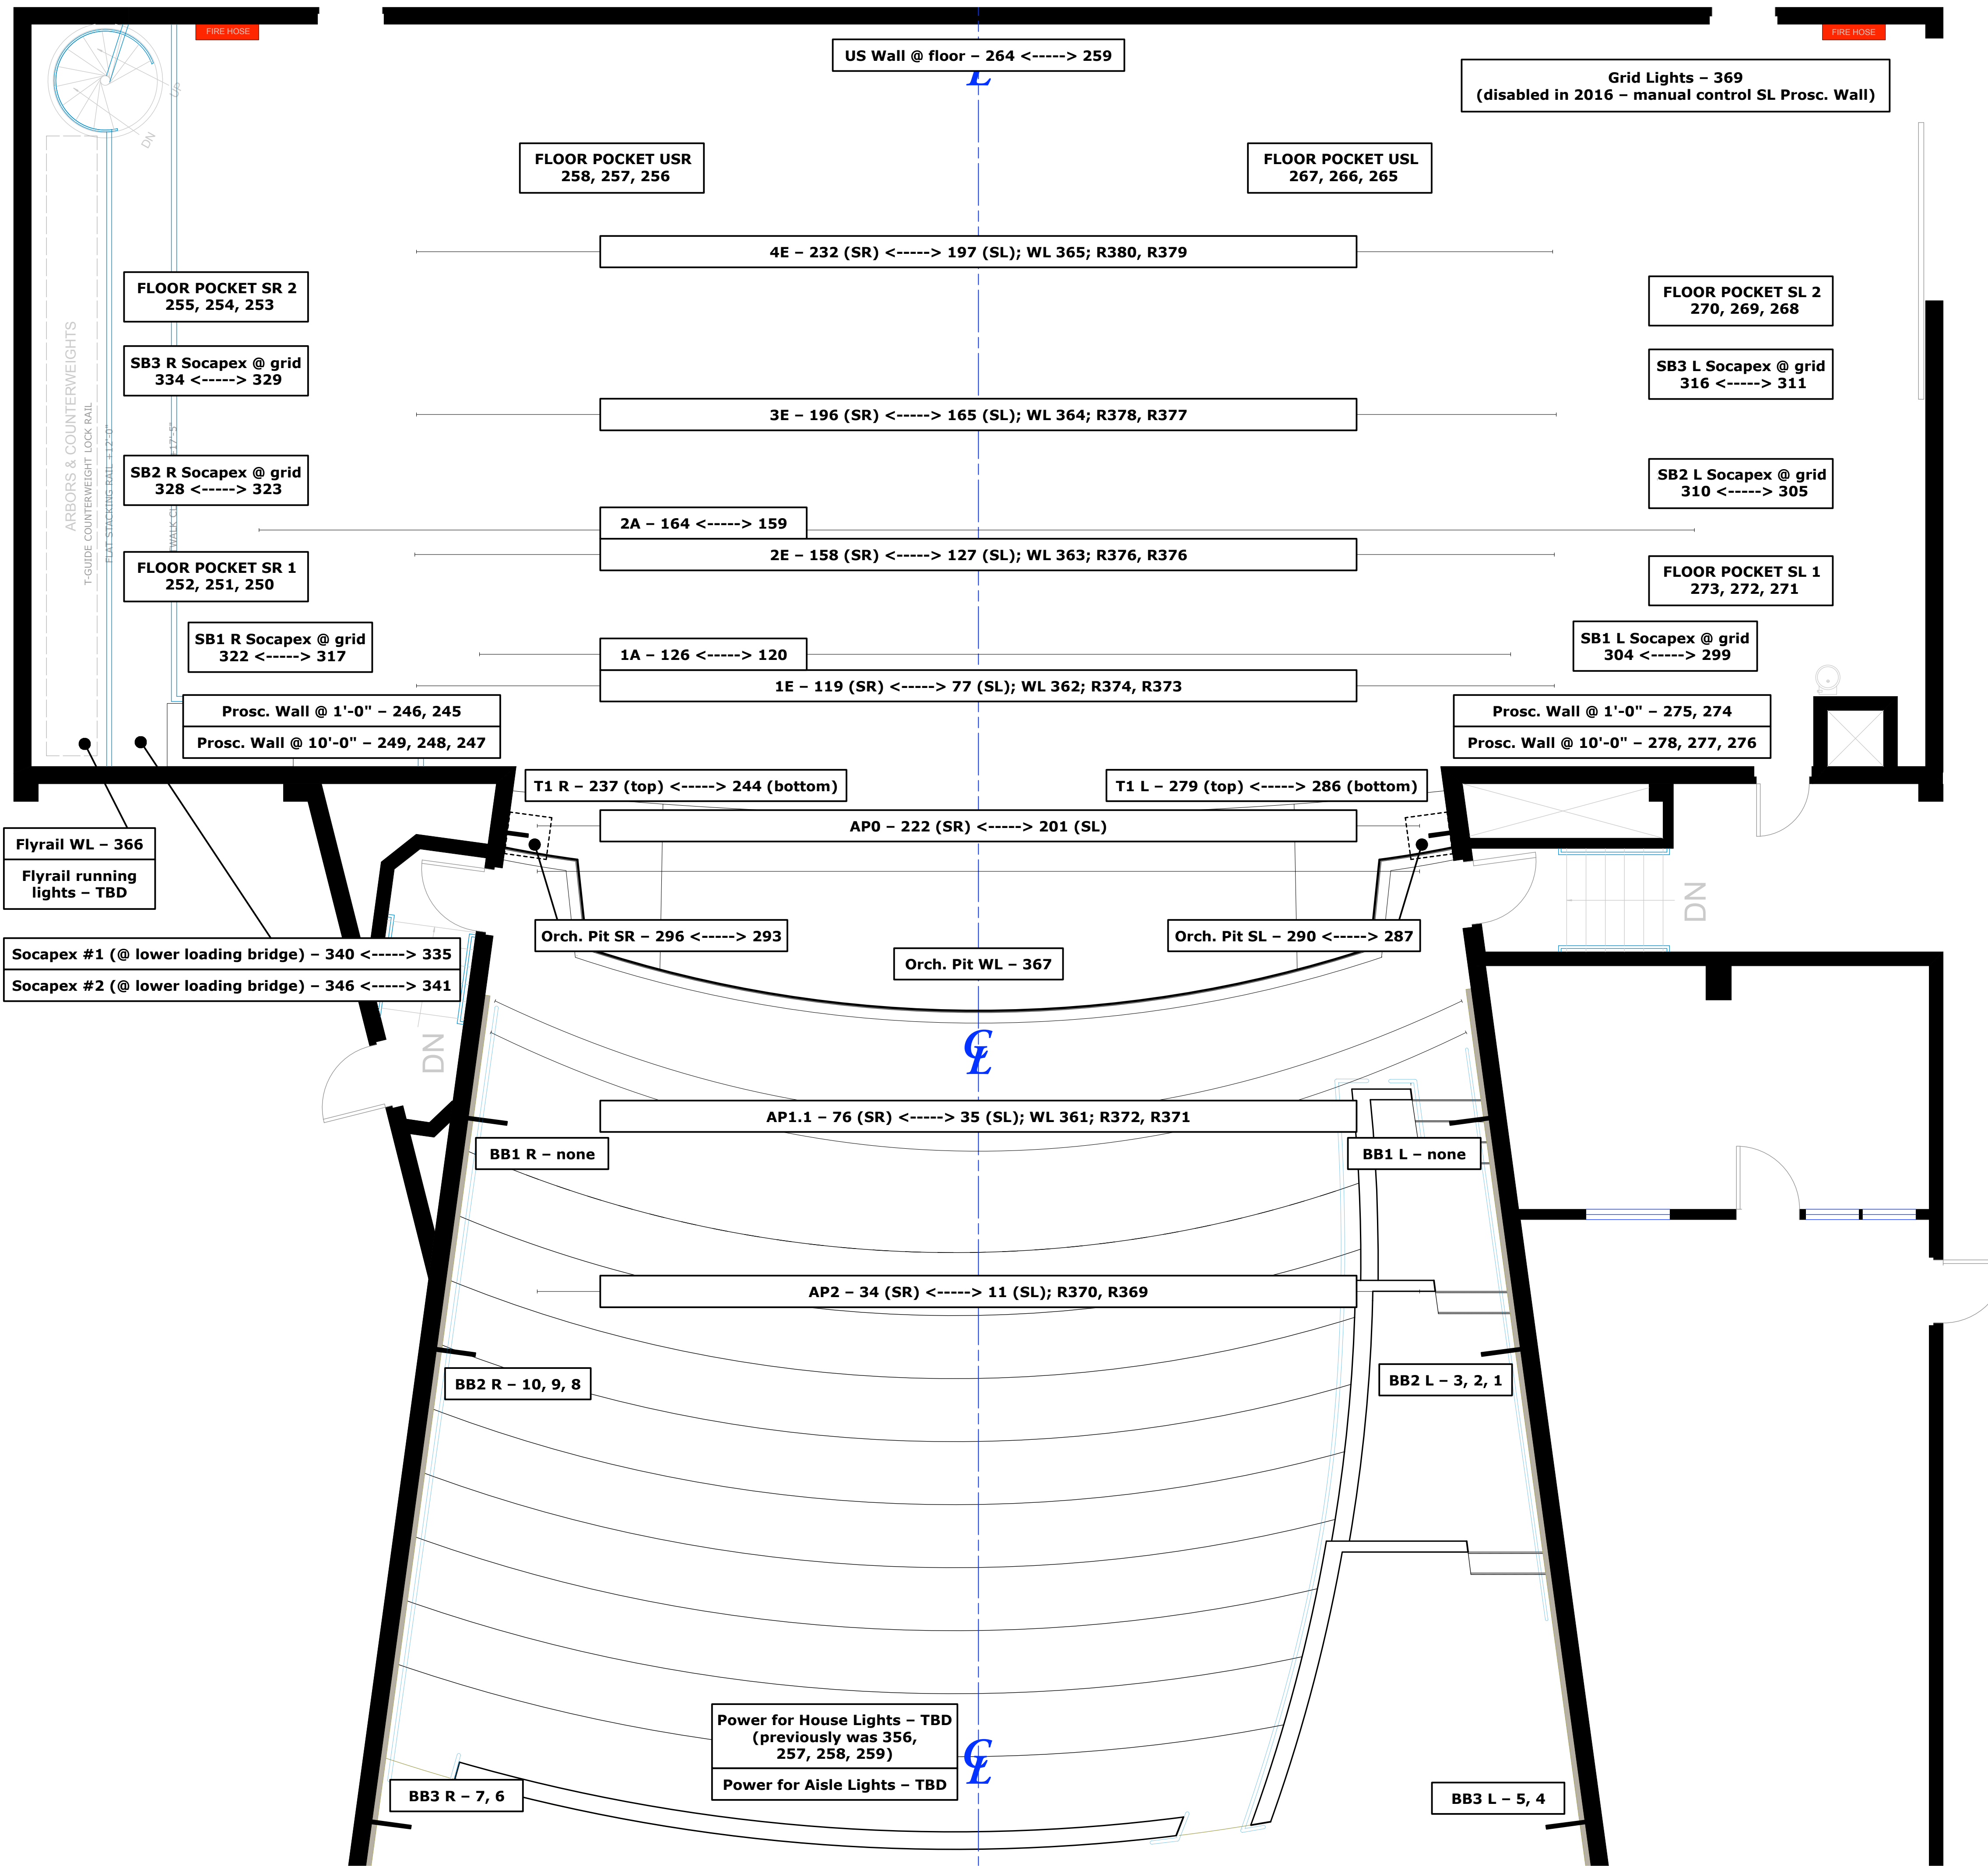 FIRE HOSE
FIRE HOSE
US Wall @ floor – 264 <-----> 259
L
Grid Lights – 369
(disabled in 2016 – manual control SL Prosc. Wall)
UP
DN
FLOOR POCKET USR
258, 257, 256
FLOOR POCKET USL
267, 266, 265
4E – 232 (SR) <-----> 197 (SL); WL 365; R380, R379
FLOOR POCKET SR 2
255, 254, 253
FLOOR POCKET SL 2
270, 269, 268
ARBORS & COUNTERWEIGHTS
T-GUIDE COUNTERWEIGHT LOCK RAIL
FLAT STACKING RAIL +12'-0"
SB3 R Socapex @ grid
334 <-----> 329
SB3 L Socapex @ grid
316 <-----> 311
3E – 196 (SR) <-----> 165 (SL); WL 364; R378, R377
+17'-5"
SB2 R Socapex @ grid
328 <-----> 323
SB2 L Socapex @ grid
310 <-----> 305
2A – 164 <-----> 159
2E – 158 (SR) <-----> 127 (SL); WL 363; R376, R376
FLOOR POCKET SR 1
252, 251, 250
FLOOR POCKET SL 1
273, 272, 271
SB1 R Socapex @ grid
322 <-----> 317
SB1 L Socapex @ grid
304 <-----> 299
1A – 126 <-----> 120
1E – 119 (SR) <-----> 77 (SL); WL 362; R374, R373
Prosc. Wall @ 1'-0" – 246, 245
Prosc. Wall @ 10'-0" – 249, 248, 247
Prosc. Wall @ 1'-0" – 275, 274
Prosc. Wall @ 10'-0" – 278, 277, 276
T1 R – 237 (top) <-----> 244 (bottom)
T1 L – 279 (top) <-----> 286 (bottom)
AP0 – 222 (SR) <-----> 201 (SL)
Flyrail WL – 366
Flyrail running
lights – TBD
DN
Orch. Pit SR – 296 <-----> 293
Orch. Pit SL – 290 <-----> 287
Socapex #1 (@ lower loading bridge) – 340 <-----> 335
Socapex #2 (@ lower loading bridge) – 346 <-----> 341
Orch. Pit WL – 367
DN
CL
AP1.1 – 76 (SR) <-----> 35 (SL); WL 361; R372, R371
BB1 R – none
BB1 L – none
AP2 – 34 (SR) <-----> 11 (SL); R370, R369
BB2 R – 10, 9, 8
BB2 L – 3, 2, 1
Power for House Lights – TBD
(previously was 356,
257, 258, 259)
CL
Power for Aisle Lights – TBD
BB3 R – 7, 6
BB3 L – 5, 4